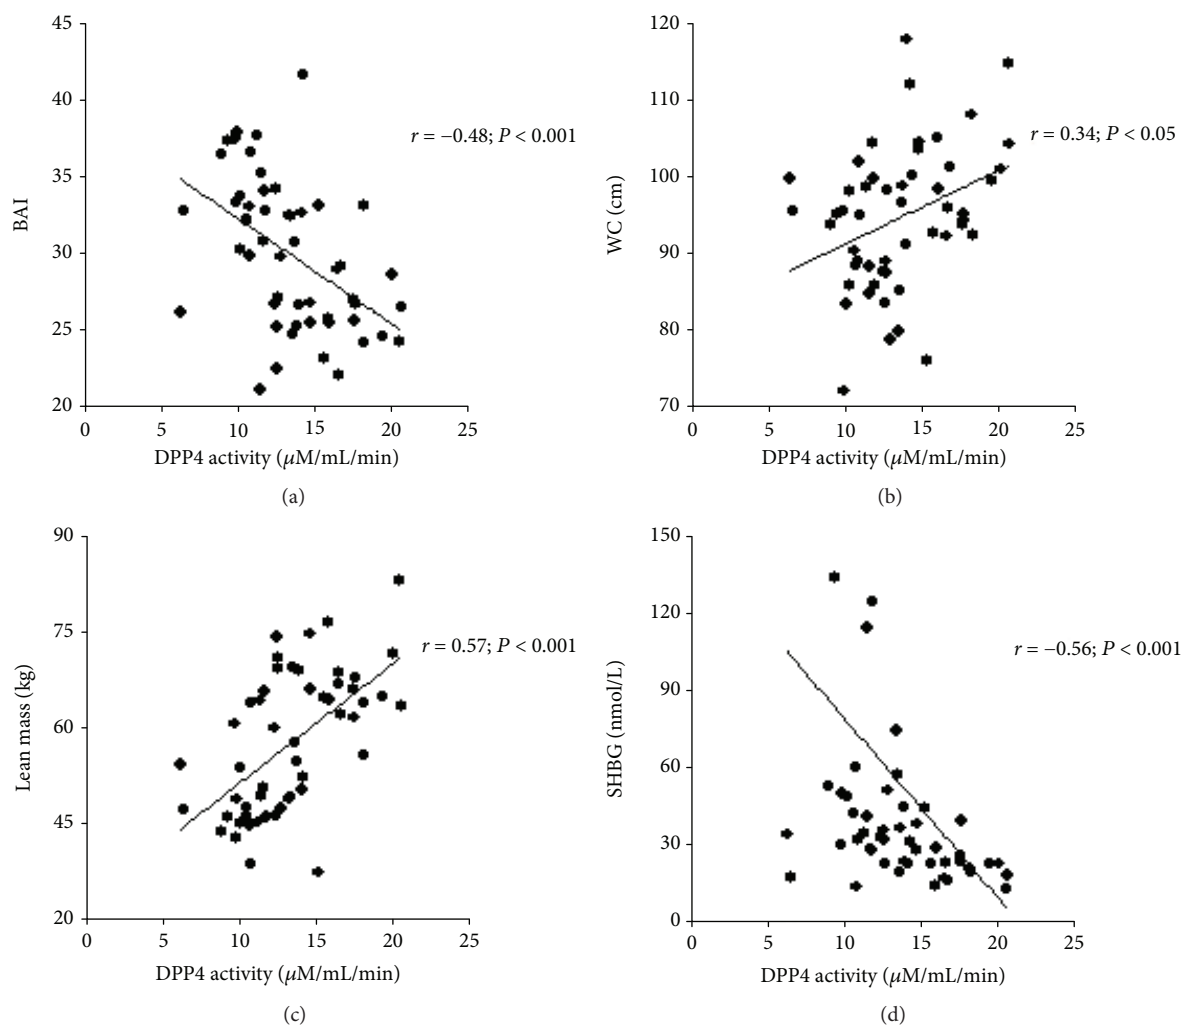 45
40
35
30
25
20
BAI
r = −0.48; P < 0.001
0 5 10 15 20 25
DPP4 activity (μM/mL/min)
(a)
120
110
100
90
80
70
WC (cm)
r = 0.34; P < 0.05
0 5 10 15 20 25
DPP4 activity (μM/mL/min)
(b)
90
75
60
45
20
Lean mass (kg)
r = 0.57; P < 0.001
0 5 10 15 20 25
DPP4 activity (μM/mL/min)
(c)
150
120
90
60
30
0
SHBG (nmol/L)
r = −0.56; P < 0.001
0 5 10 15 20 25
DPP4 activity (μM/mL/min)
(d)